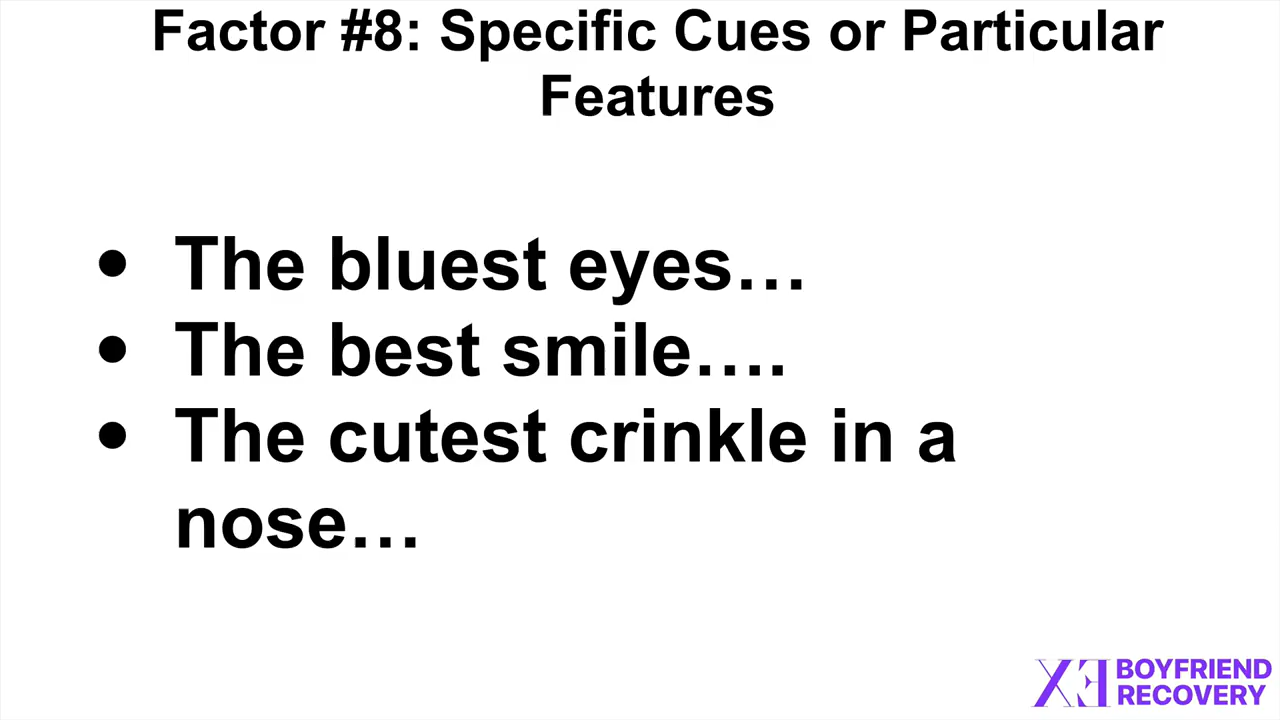 Factor #8: Specific Cues or Particular
Features
• The bluest eyes…
• The best smile….
• The cutest crinkle in a
nose…
EX BOYFRIEND
RECOVERY